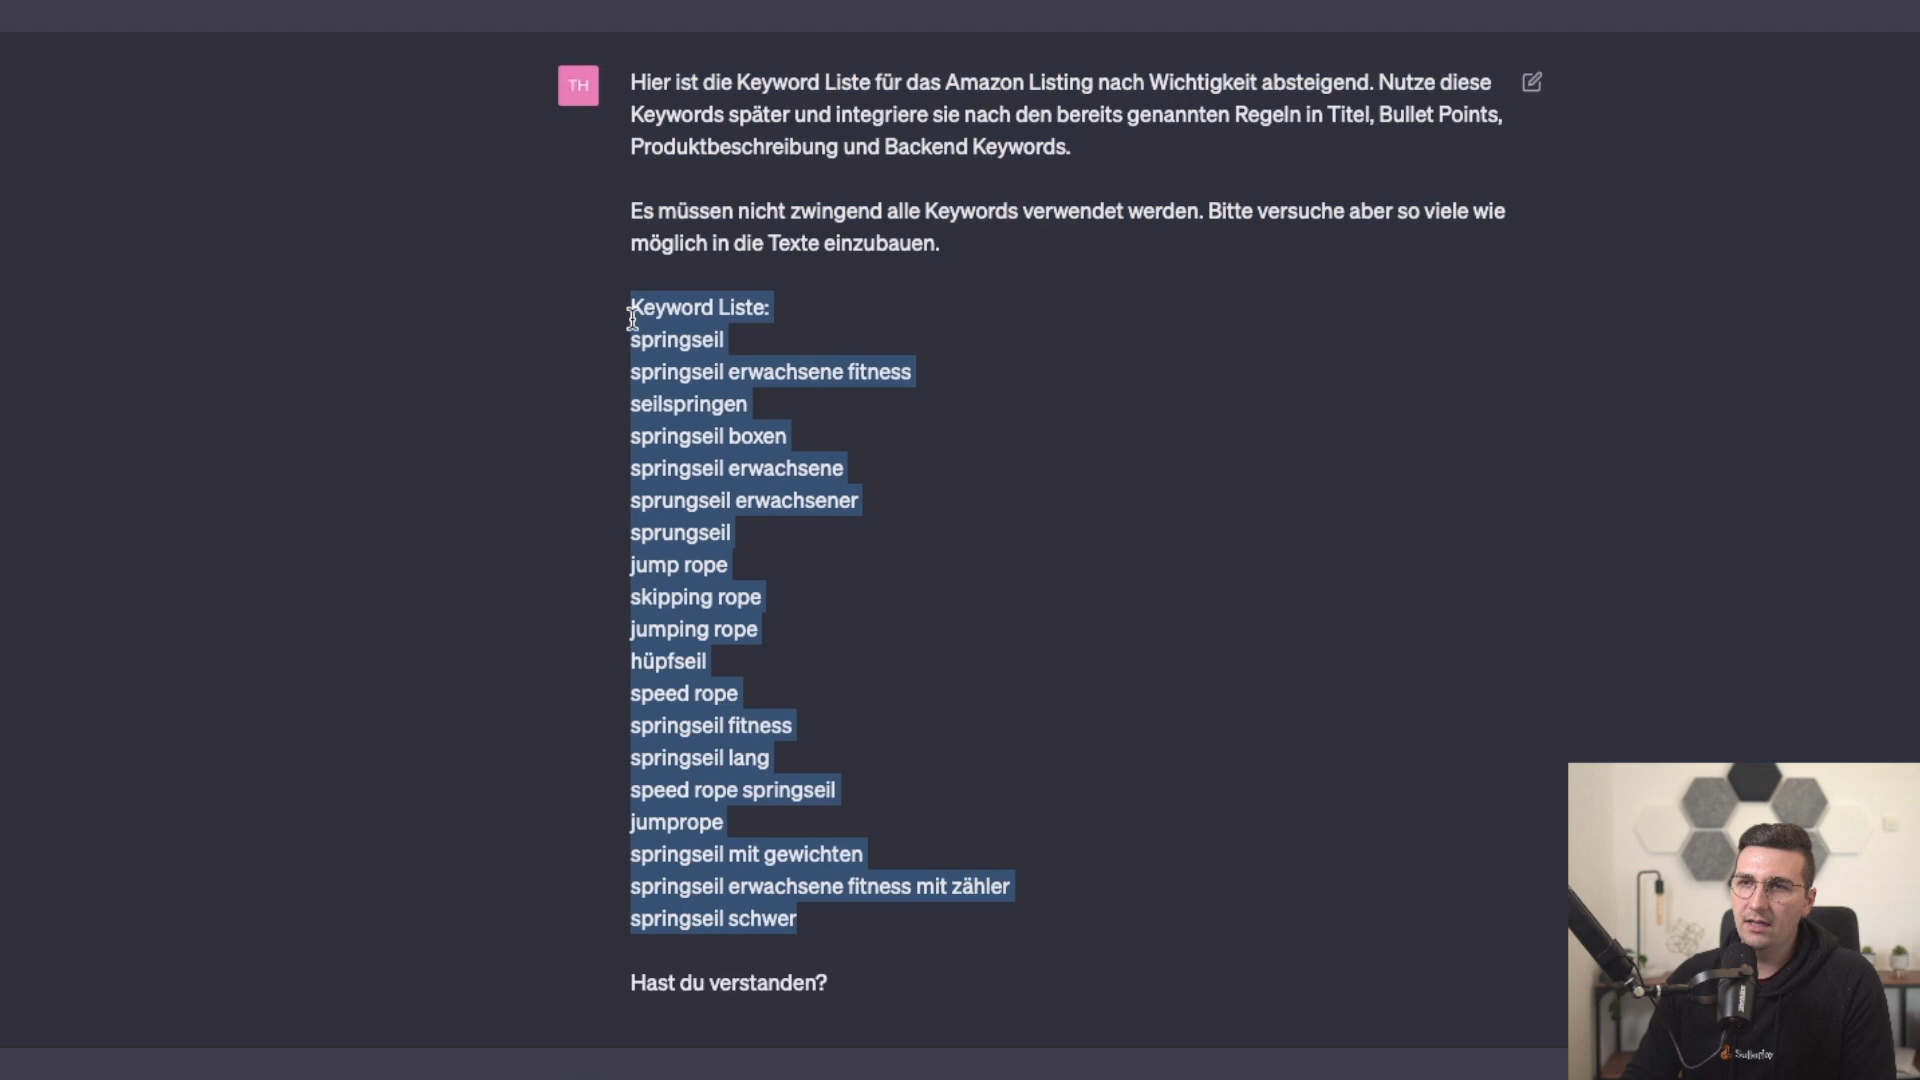 TH
Hier ist die Keyword Liste für das Amazon Listing nach Wichtigkeit absteigend. Nutze diese
Keywords später und integriere sie nach den bereits genannten Regeln in Titel, Bullet Points,
Produktbeschreibung und Backend Keywords.
Es müssen nicht zwingend alle Keywords verwendet werden. Bitte versuche aber so viele wie
möglich in die Texte einzubauen.
Keyword Liste:
springseil
springseil erwachsene fitness
seilspringen
springseil boxen
springseil erwachsene
sprungseil erwachsener
sprungseil
jump rope
skipping rope
jumping rope
hüpfseil
speed rope
springseil fitness
springseil lang
speed rope springseil
jumprope
springseil mit gewichten
springseil erwachsene fitness mit zähler
springseil schwer
Hast du verstanden?